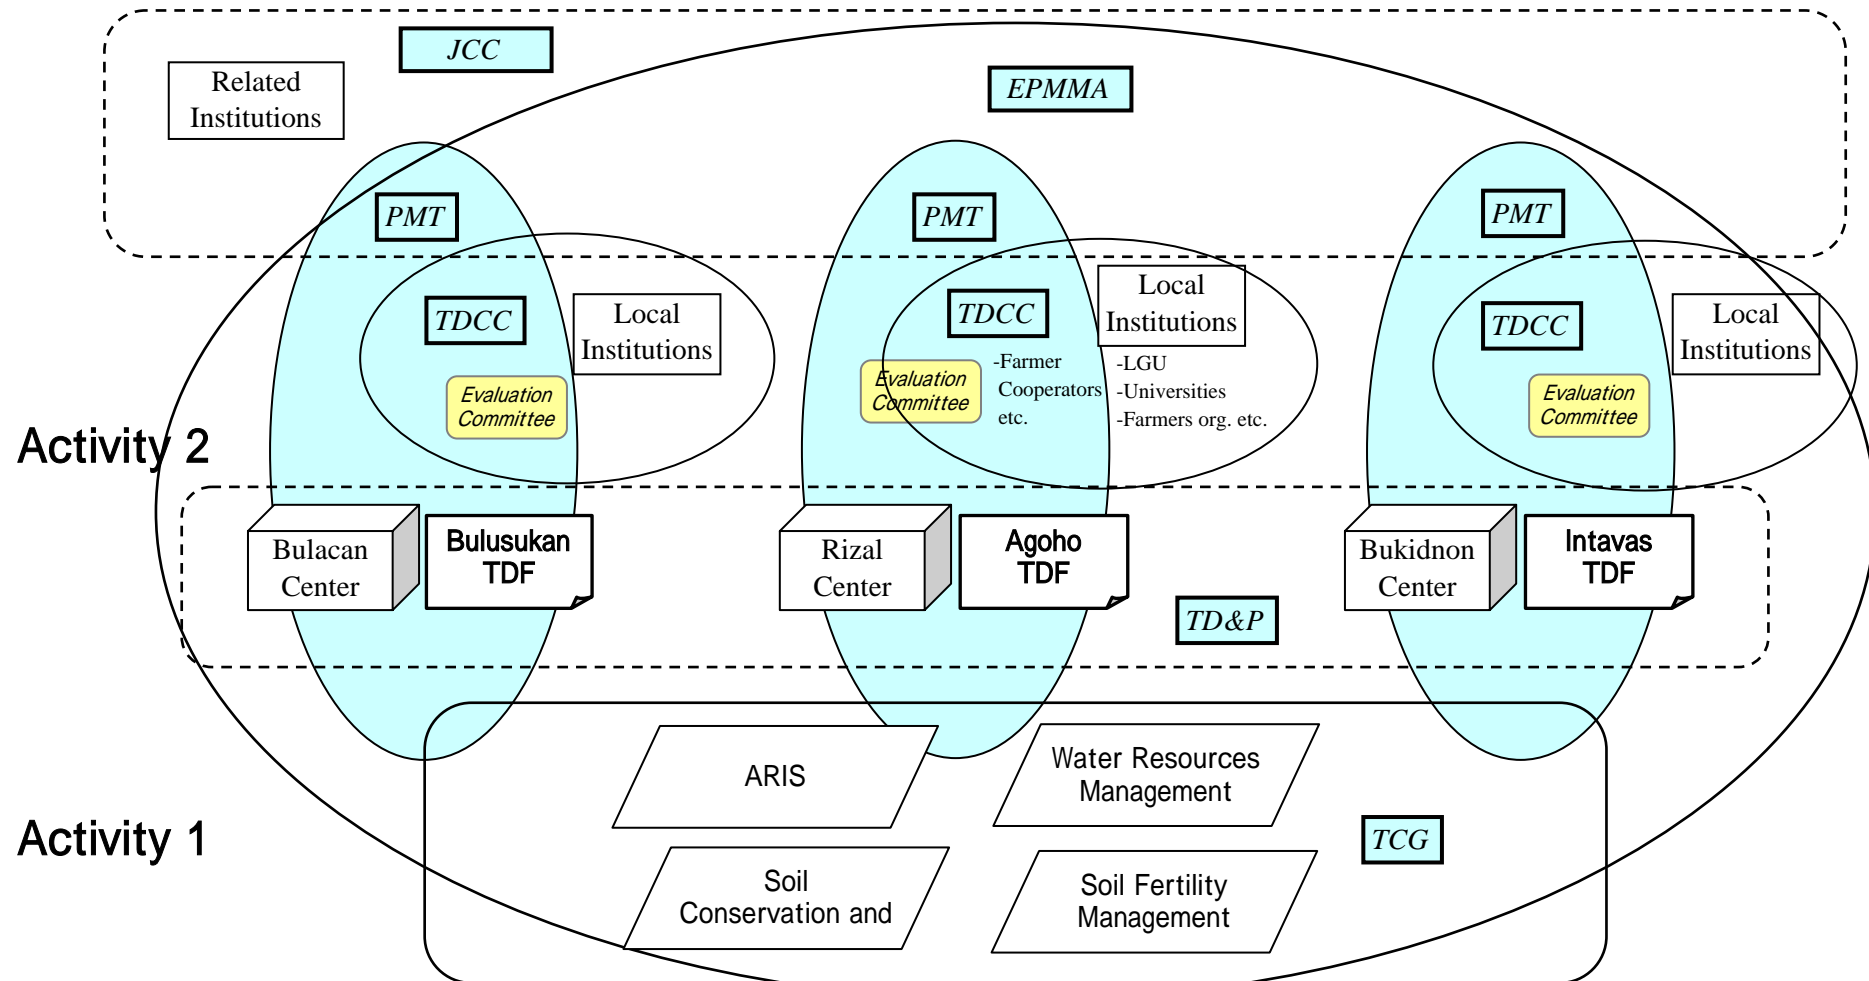 JCC
Related
Institutions
EPMMA
PMT
PMT
PMT
TDCC
Local
Institutions
Evaluation
Committee
TDCC
Local
Institutions
Evaluation
Committee
-Farmer
Cooperators
etc.
-LGU
-Universities
-Farmers org. etc.
TDCC
Local
Institutions
Evaluation
Committee
Activity 2
Bulacan
Center
Bulusukan
TDF
Rizal
Center
Agoho
TDF
Bukidnon
Center
Intavas
TDF
TD&P
ARIS
Water Resources
Management
Activity 1
TCG
Soil
Conservation and
Soil Fertility
Management